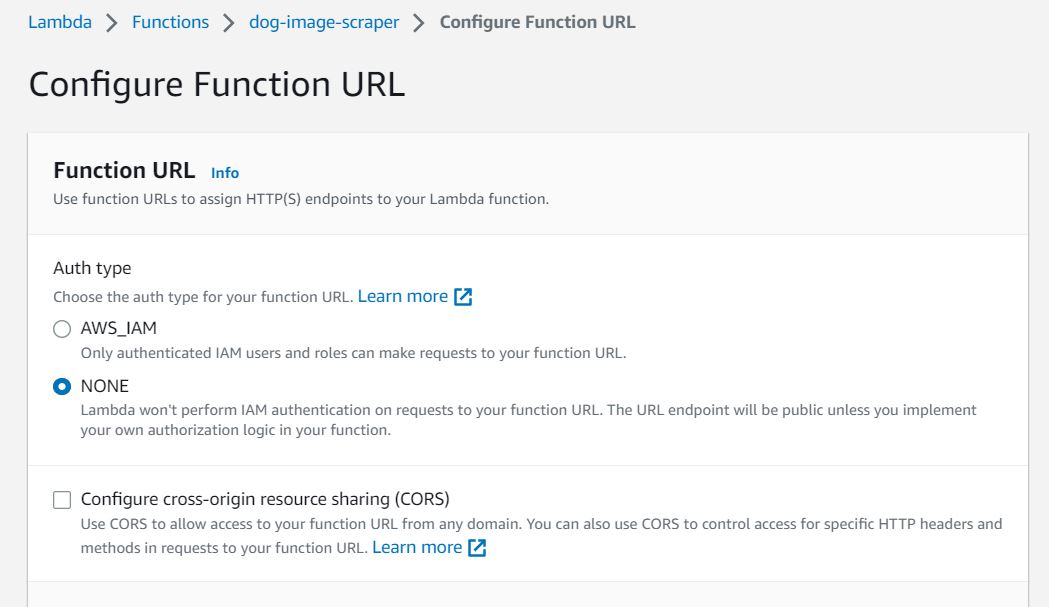 Lambda > Functions > dog-image-scraper > Configure Function URL
Configure Function URL
Function URL Info
Use function URLs to assign HTTP(S) endpoints to your Lambda function.
Auth type
Choose the auth type for your function URL. Learn more
AWS_IAM
Only authenticated IAM users and roles can make requests to your function URL.
NONE
Lambda won't perform IAM authentication on requests to your function URL. The URL endpoint will be public unless you implement
your own authorization logic in your function.
Configure cross-origin resource sharing (CORS)
Use CORS to allow access to your function URL from any domain. You can also use CORS to control access for specific HTTP headers and
methods in requests to your function URL. Learn more